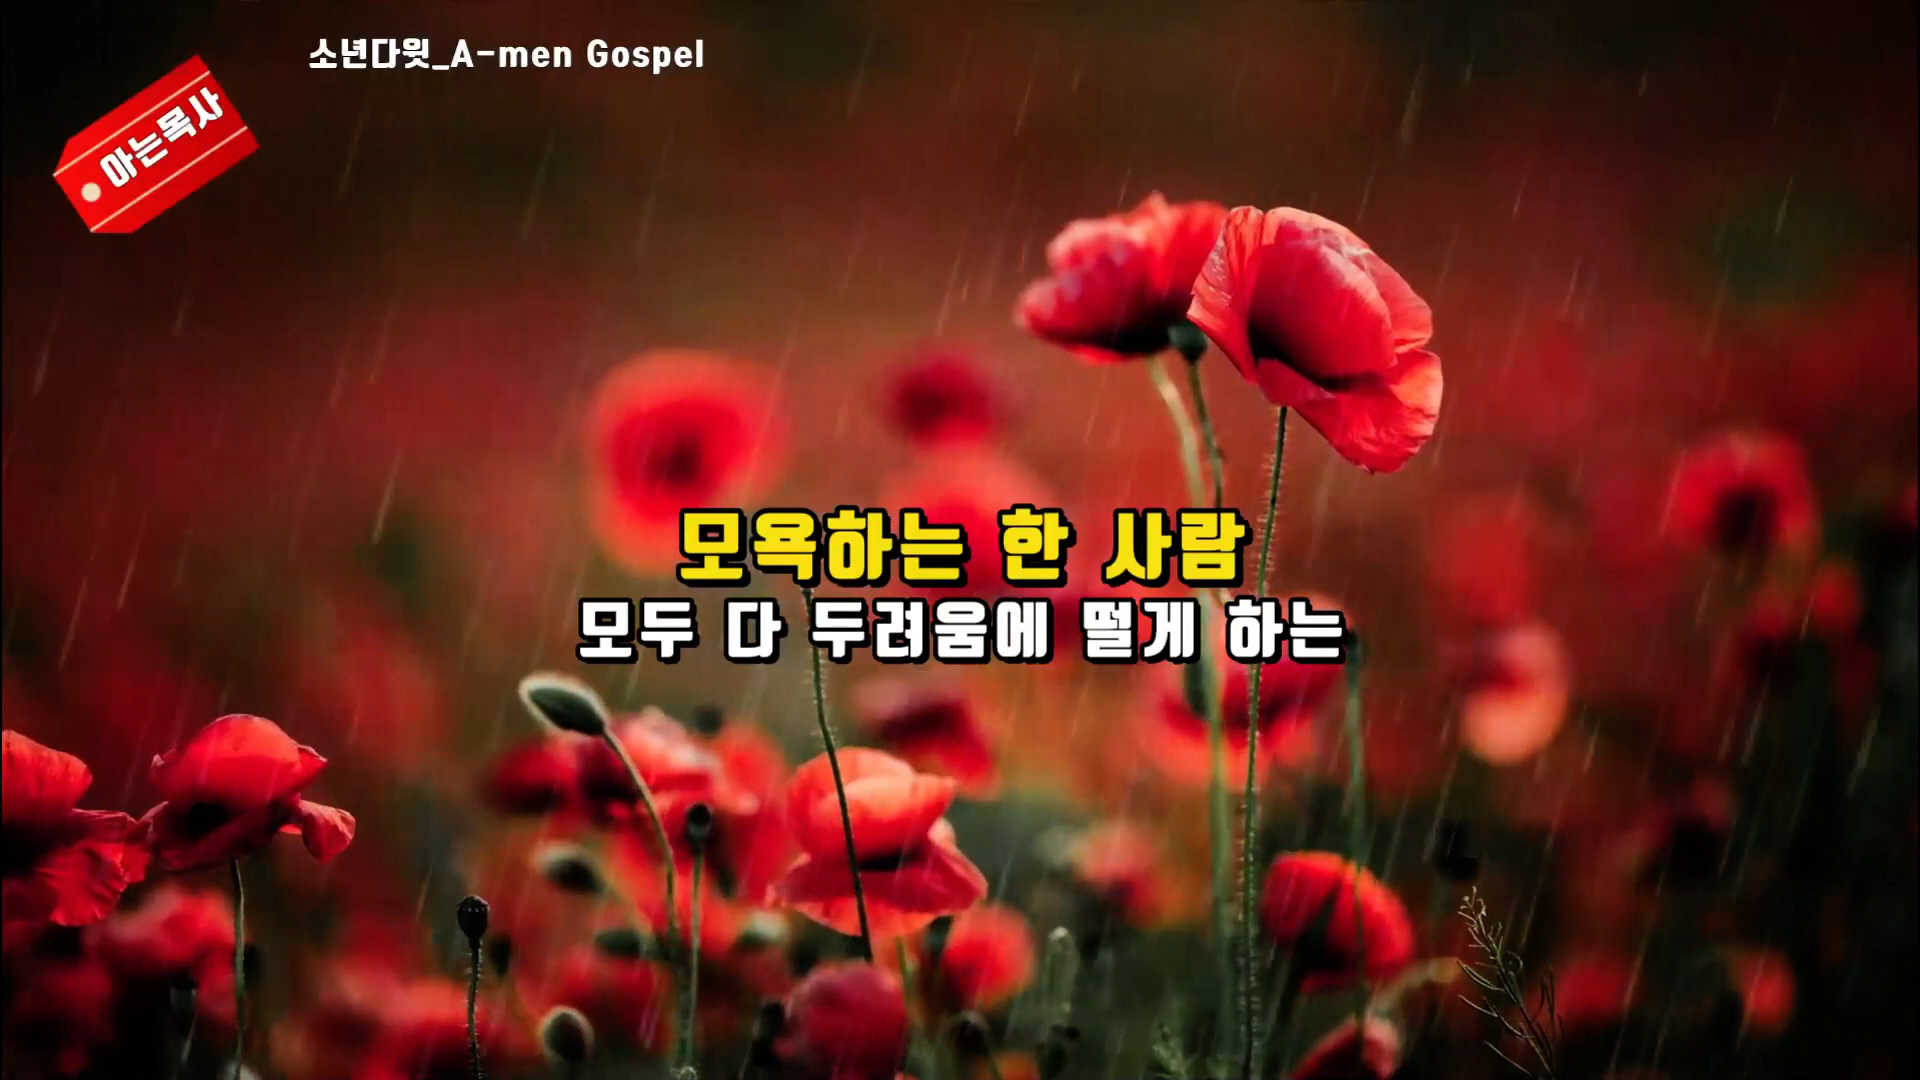 소년다윗_A-men Gospel
아는목사
모욕하는 한 사람
모두 다 두려움에 떨게 하는